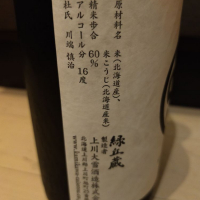 原材料名
米(北海道産)、
米こうじ(北海道産米)
精米歩合 60%
アルコール分 16度
杜氏 川端慎治
緑丘蔵
製造者
上川大雪酒造株式会社